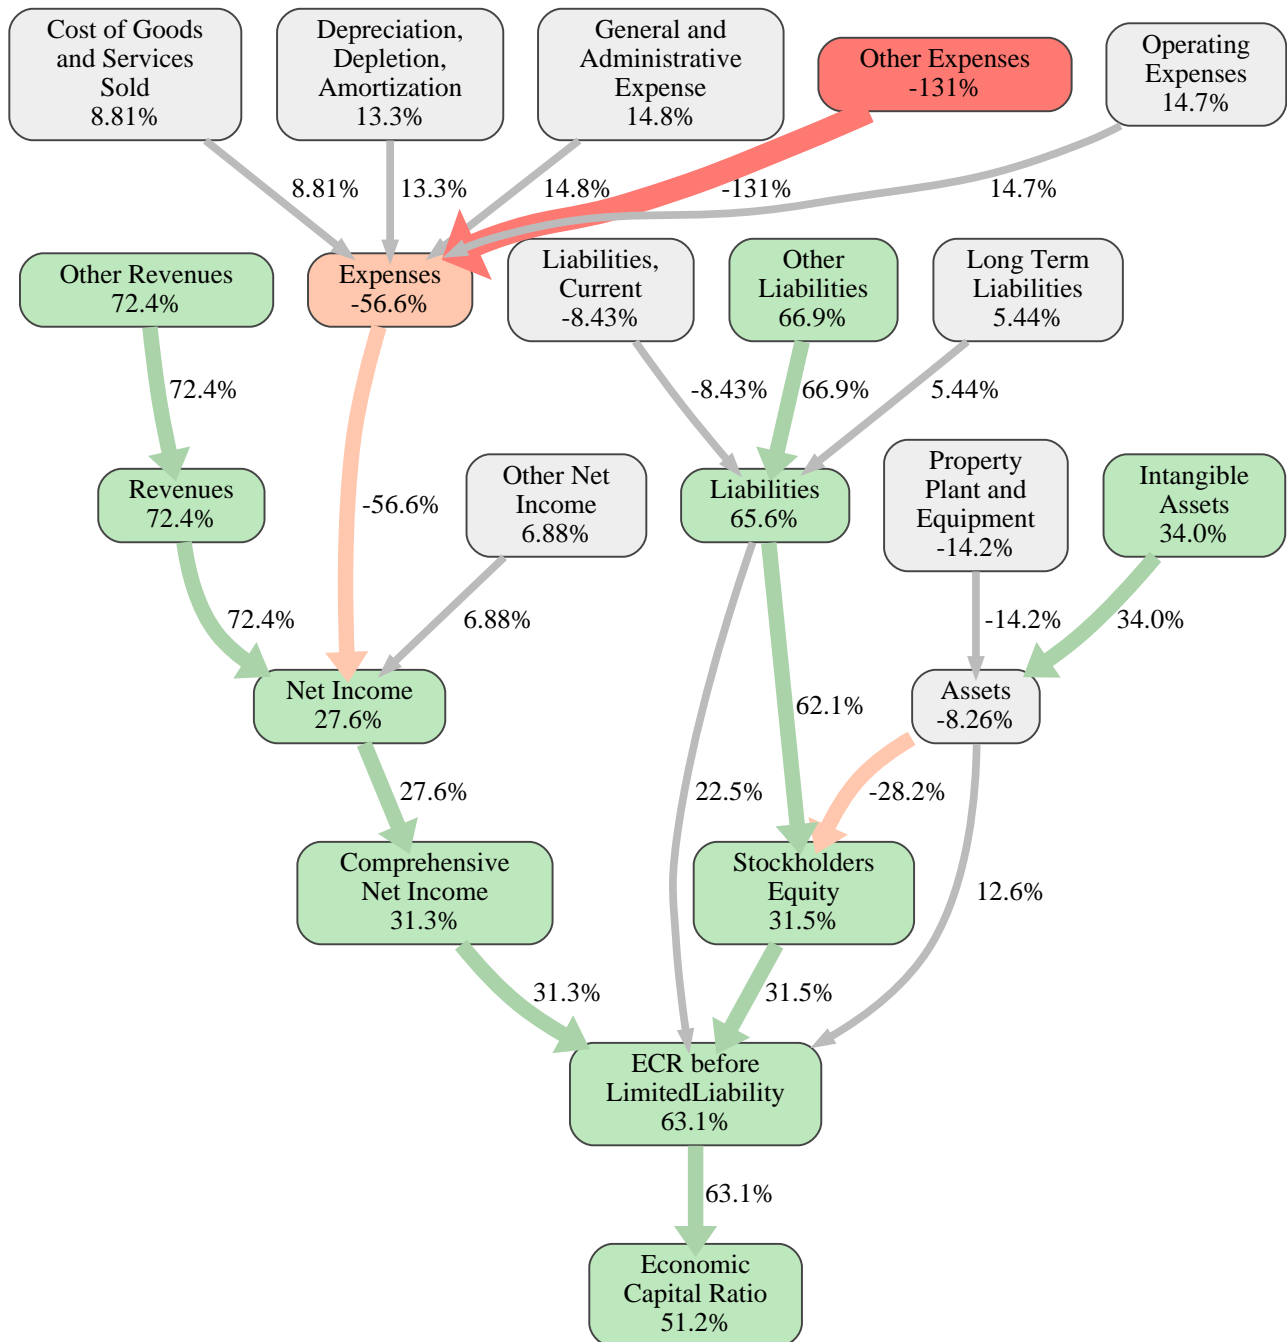 Cost of Goods
and Services
Sold
8.81%
Depreciation,
Depletion,
Amortization
13.3%
General and
Administrative
Expense
14.8%
Other Expenses
-131%
Operating
Expenses
14.7%
8.81%
13.3%
14.8%
-131%
14.7%
Other Revenues
72.4%
Expenses
-56.6%
Liabilities,
Current
-8.43%
Other
Liabilities
66.9%
Long Term
Liabilities
5.44%
72.4%
-8.43%
66.9%
5.44%
Revenues
72.4%
-56.6%
Other Net
Income
6.88%
Liabilities
65.6%
Property
Plant and
Equipment
-14.2%
Intangible
Assets
34.0%
72.4%
6.88%
-14.2%
34.0%
Net Income
27.6%
62.1%
Assets
-8.26%
27.6%
22.5%
-28.2%
Comprehensive
Net Income
31.3%
Stockholders
Equity
31.5%
12.6%
31.3%
31.5%
ECR before
LimitedLiability
63.1%
63.1%
Economic
Capital Ratio
51.2%